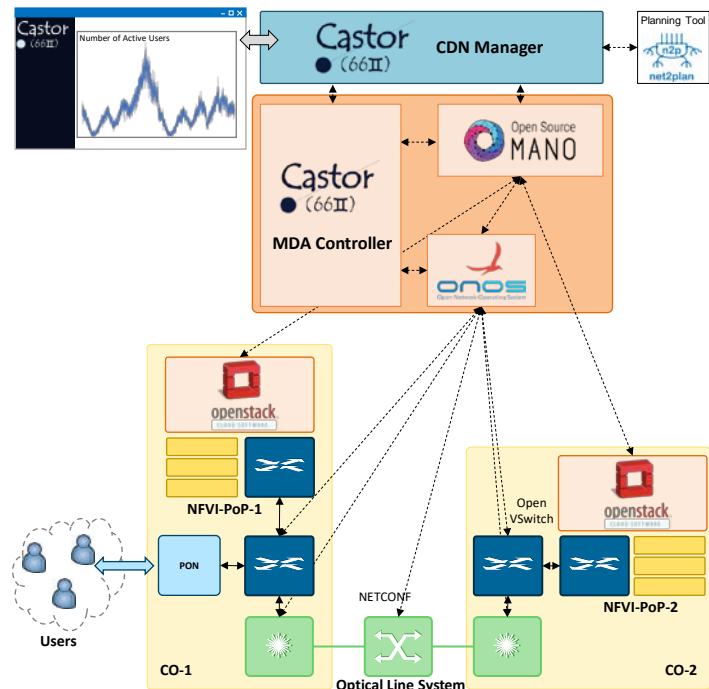 Castor
(66II)
Number of Active Users
Castor
(66II)
CDN Manager
Planning Tool
n2p
net2plan
Castor
(66II)
MDA Controller
Open Source
MANO
onos
Open Network Operating System
openstack
CLOUD SOFTWARE
NFVI-PoP-1
openstack
CLOUD SOFTWARE
Open
VSwitch
NFVI-PoP-2
PON
Users
NETCONF
CO-1
Optical Line System
CO-2